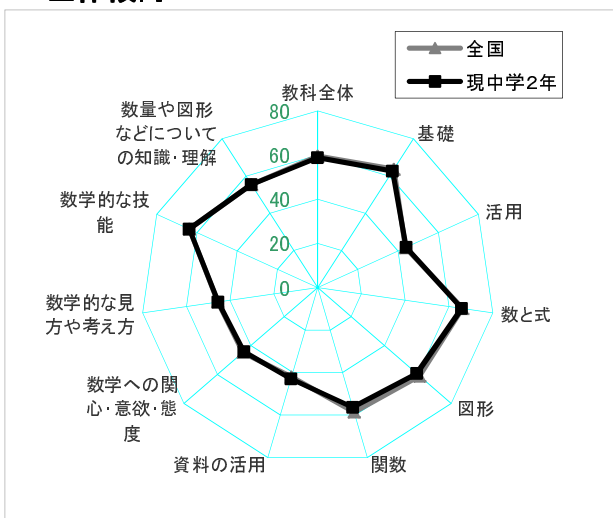 全国
現中学2年
教科全体
基礎
活用
数と式
図形
関数
資料の活用
数学への関
心・意欲・態
度
数学的な見
方や考え方
数学的な技
能
数量や図形
などについて
の知識・理解
80
60
40
20
0